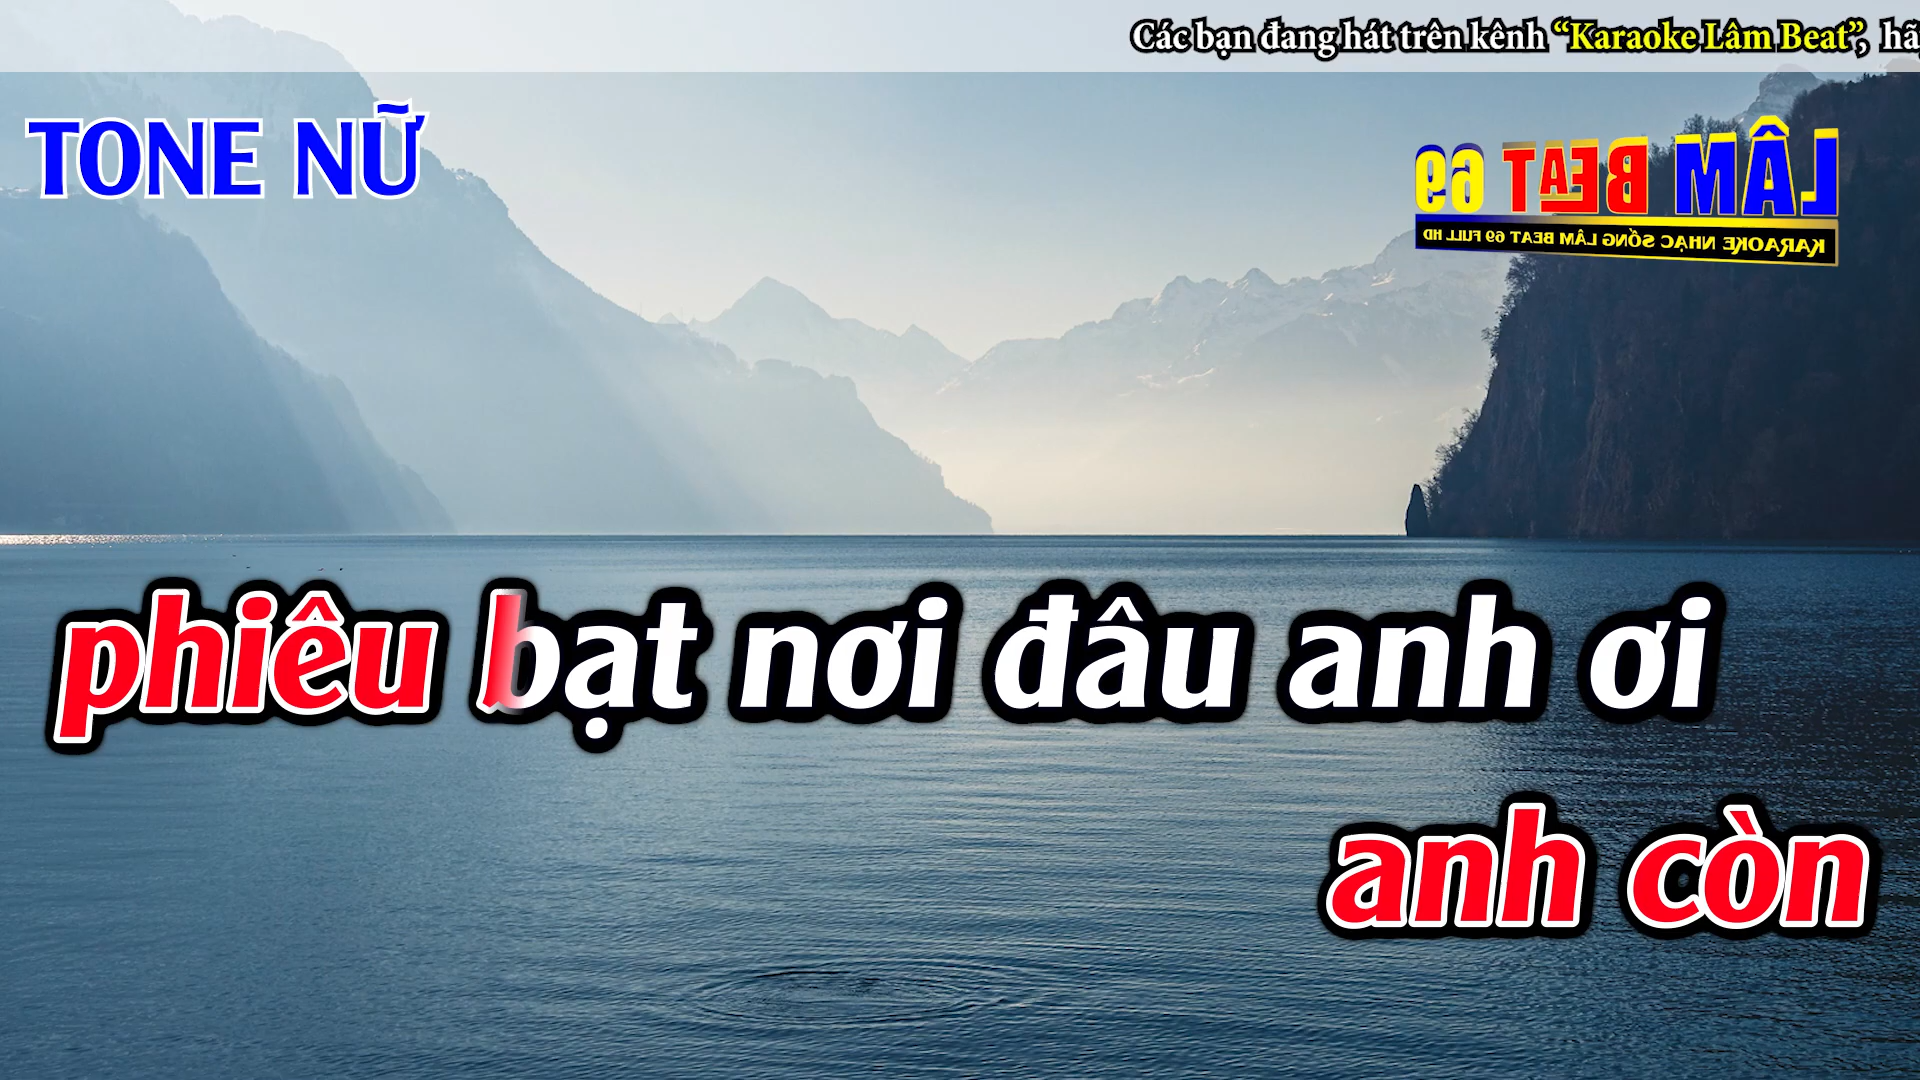 Các bạn đang hát trên kênh “Karaoke Lâm Beat”, hã
TONE NỮ
LÂM BEAT 69
KARAOKE NHẠC SỐNG LÂM BEAT 69 FULL HD
phiêu bạt nơi đâu anh ơi
anh còn